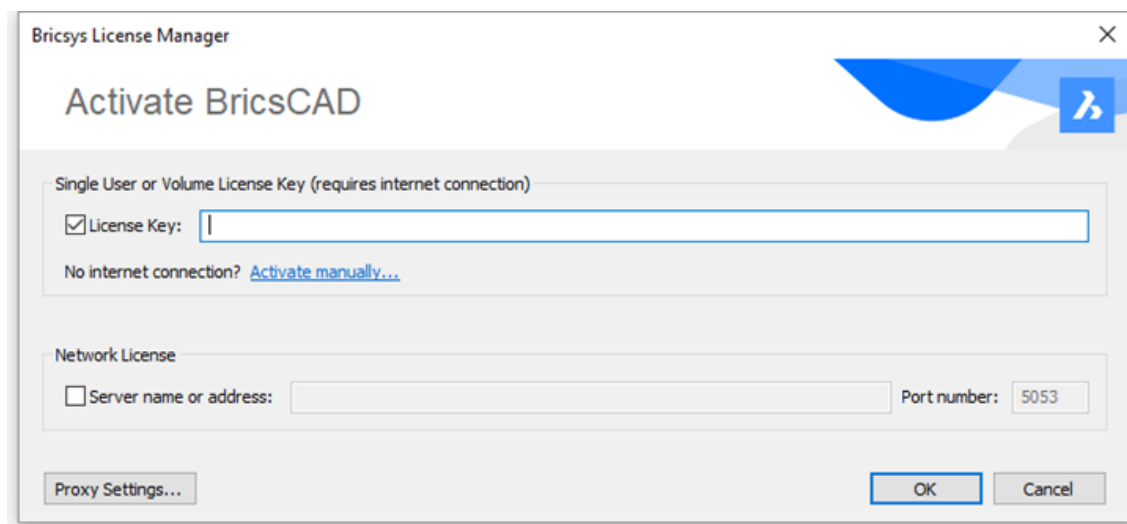 Bricsys License Manager
Activate BricsCAD
Single User or Volume License Key (requires internet connection)
License Key:
No internet connection? Activate manually...
Network License
Server name or address: Port number: 5053
Proxy Settings... OK Cancel